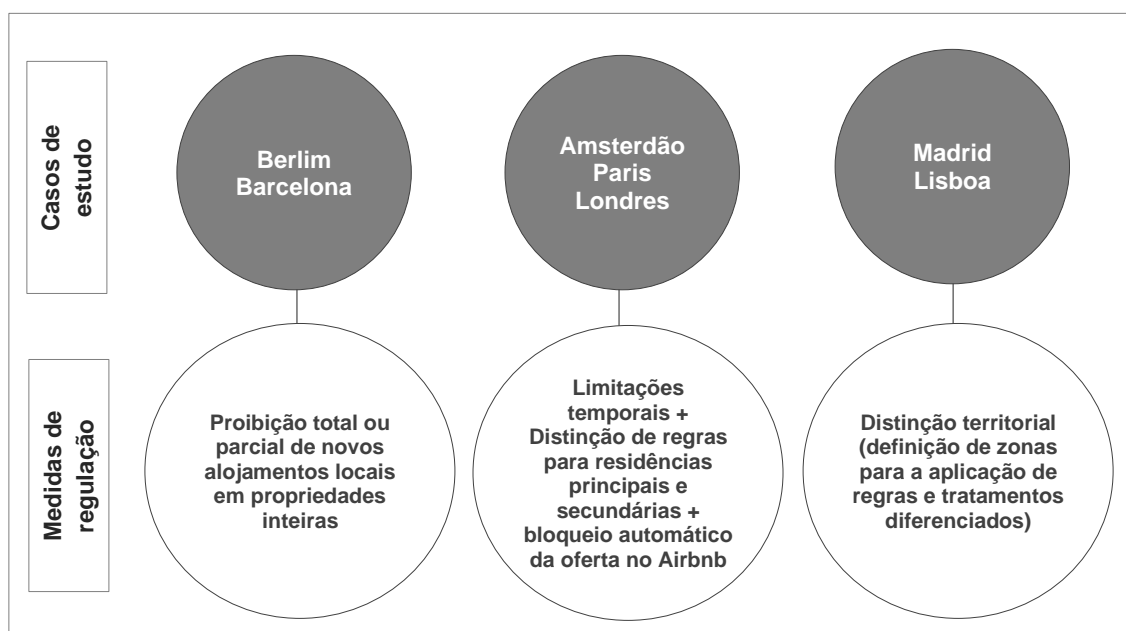 Casos de
estudo
Berlim
Barcelona
Amsterdão
Paris
Londres
Madrid
Lisboa
Medidas de
regulação
Proibição total ou
parcial de novos
alojamentos locais
em propriedades
inteiras
Limitações
temporais +
Distinção de regras
para residências
principais e
secundárias +
bloqueio automático
da oferta no Airbnb
Distinção territorial
(definição de zonas
para a aplicação de
regras e tratamentos
diferenciados)